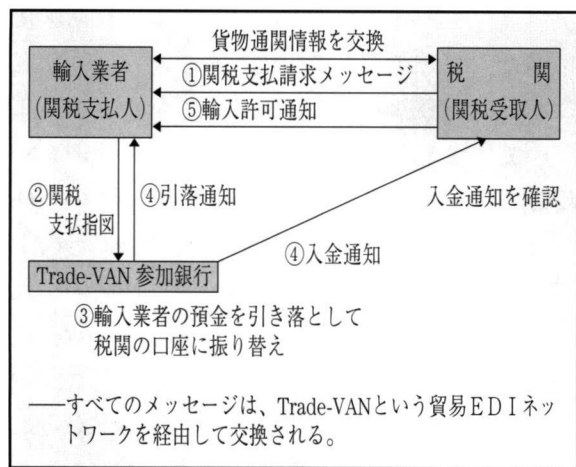 貨物通関情報を交換
輸入業者
(関税支払人)
税　関
(関税受取人)
①関税支払請求メッセージ
⑤輸入許可通知
②関税
支払指図
④引落通知
入金通知を確認
④入金通知
Trade-VAN 参加銀行
③輸入業者の預金を引き落として
税関の口座に振り替え
──すべてのメッセージは、Trade-VANという貿易ＥＤＩネッ
トワークを経由して交換される。